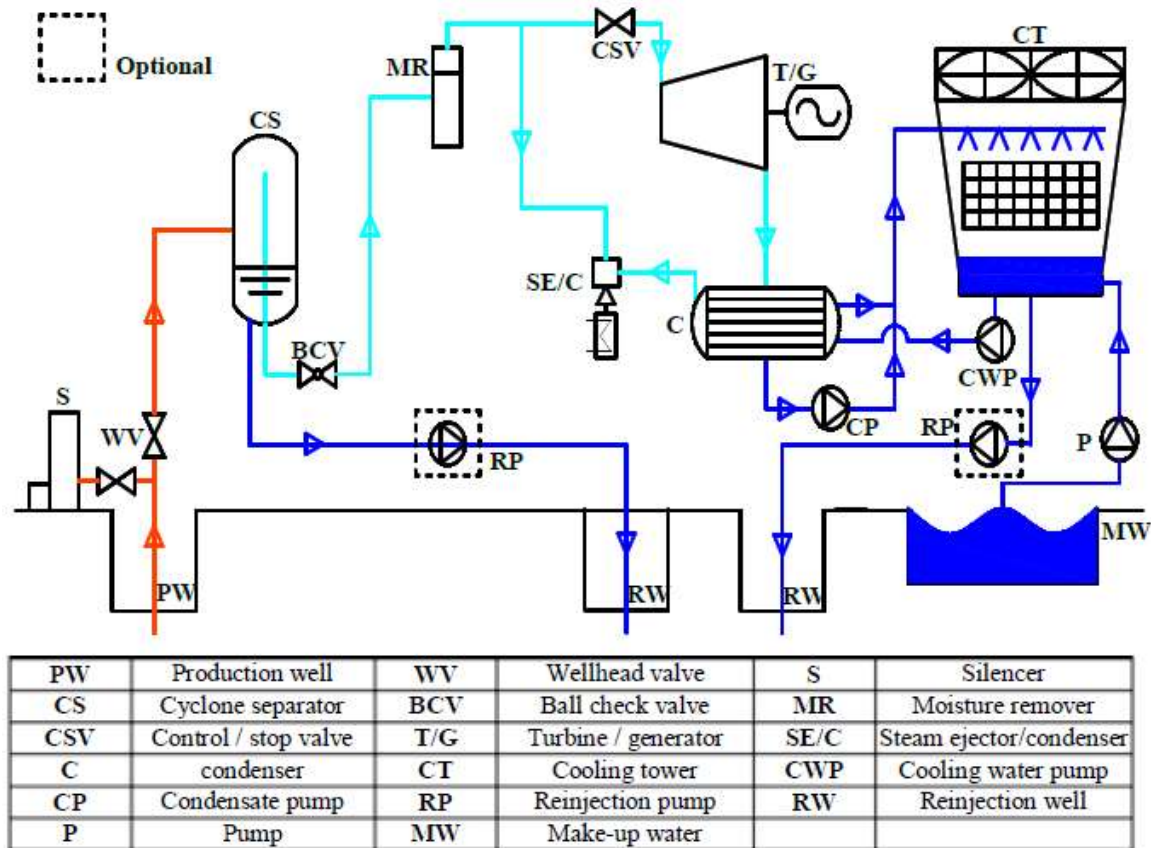 CT
CSV
MR
T/G
Optional
CS
SE/C
C
BCV
CWP
S
CP
WV
RP
RP
P
MW
PW
RW
RW
PW Production well WV Wellhead valve S Silencer
CS Cyclone separator BCV Ball check valve MR Moisture remover
CSV Control / stop valve T/G Turbine / generator SE/C Steam ejector/condenser
C condenser CT Cooling tower CWP Cooling water pump
CP Condensate pump RP Reinjection pump RW Reinjection well
P Pump MW Make-up water